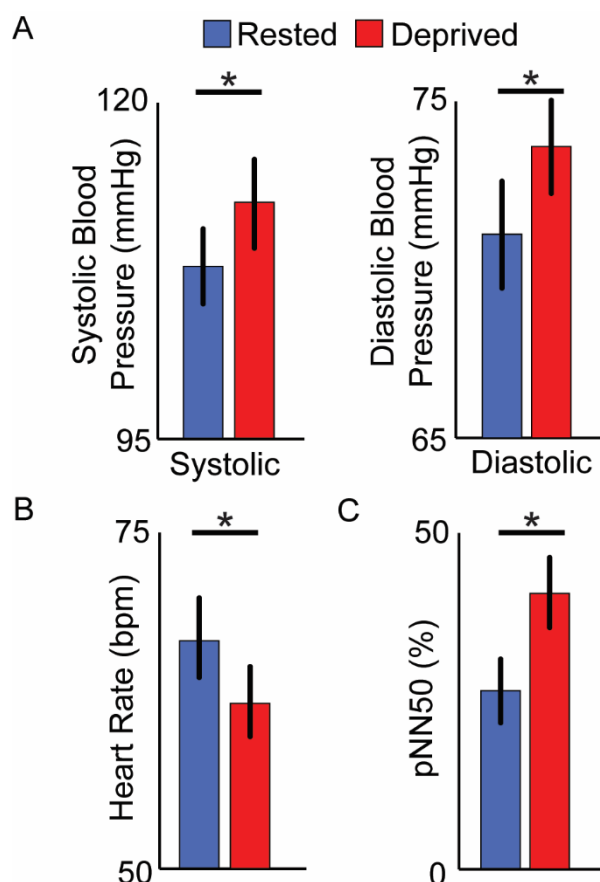 A
Rested Deprived
120
*
Systolic Blood
Pressure (mmHg)
95
Systolic
75
*
Diastolic Blood
Pressure (mmHg)
65
Diastolic
B
75
*
Heart Rate (bpm)
50
C
50
*
pNN50 (%)
0